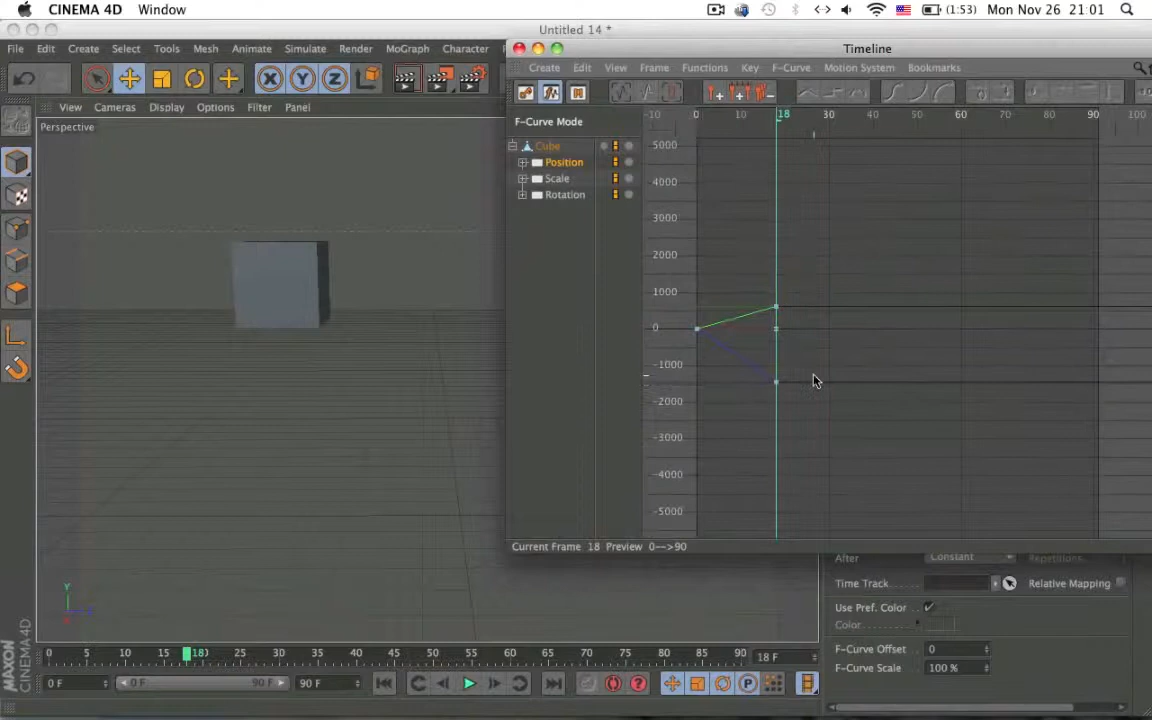 CINEMA 4D Window (1:53) Mon Nov 26 21:01
Untitled 14 *
File Edit Create Select Tools Mesh Animate Simulate Render MoGraph Character
Timeline
Create Edit View Frame Functions Key F-Curve Motion System Bookmarks
X Y Z
View Cameras Display Options Filter Panel
Perspective
F-Curve Mode
-10 0 10 18 30 40 50 60 70 80 90 100
Cube
Position
Scale
Rotation
5000
4000
3000
2000
1000
0
-1000
-2000
-3000
-4000
-5000
Current Frame 18 Preview 0-->90
After Constant Repetitions
Time Track Relative Mapping
Use Pref. Color
Color
F-Curve Offset 0
F-Curve Scale 100 %
Y
0 5 10 15 18 25 30 35 40 45 50 55 60 65 70 75 80 85 90 18 F
0 F 0 F 90 F 90 F
P
MAXON CINEMA 4D